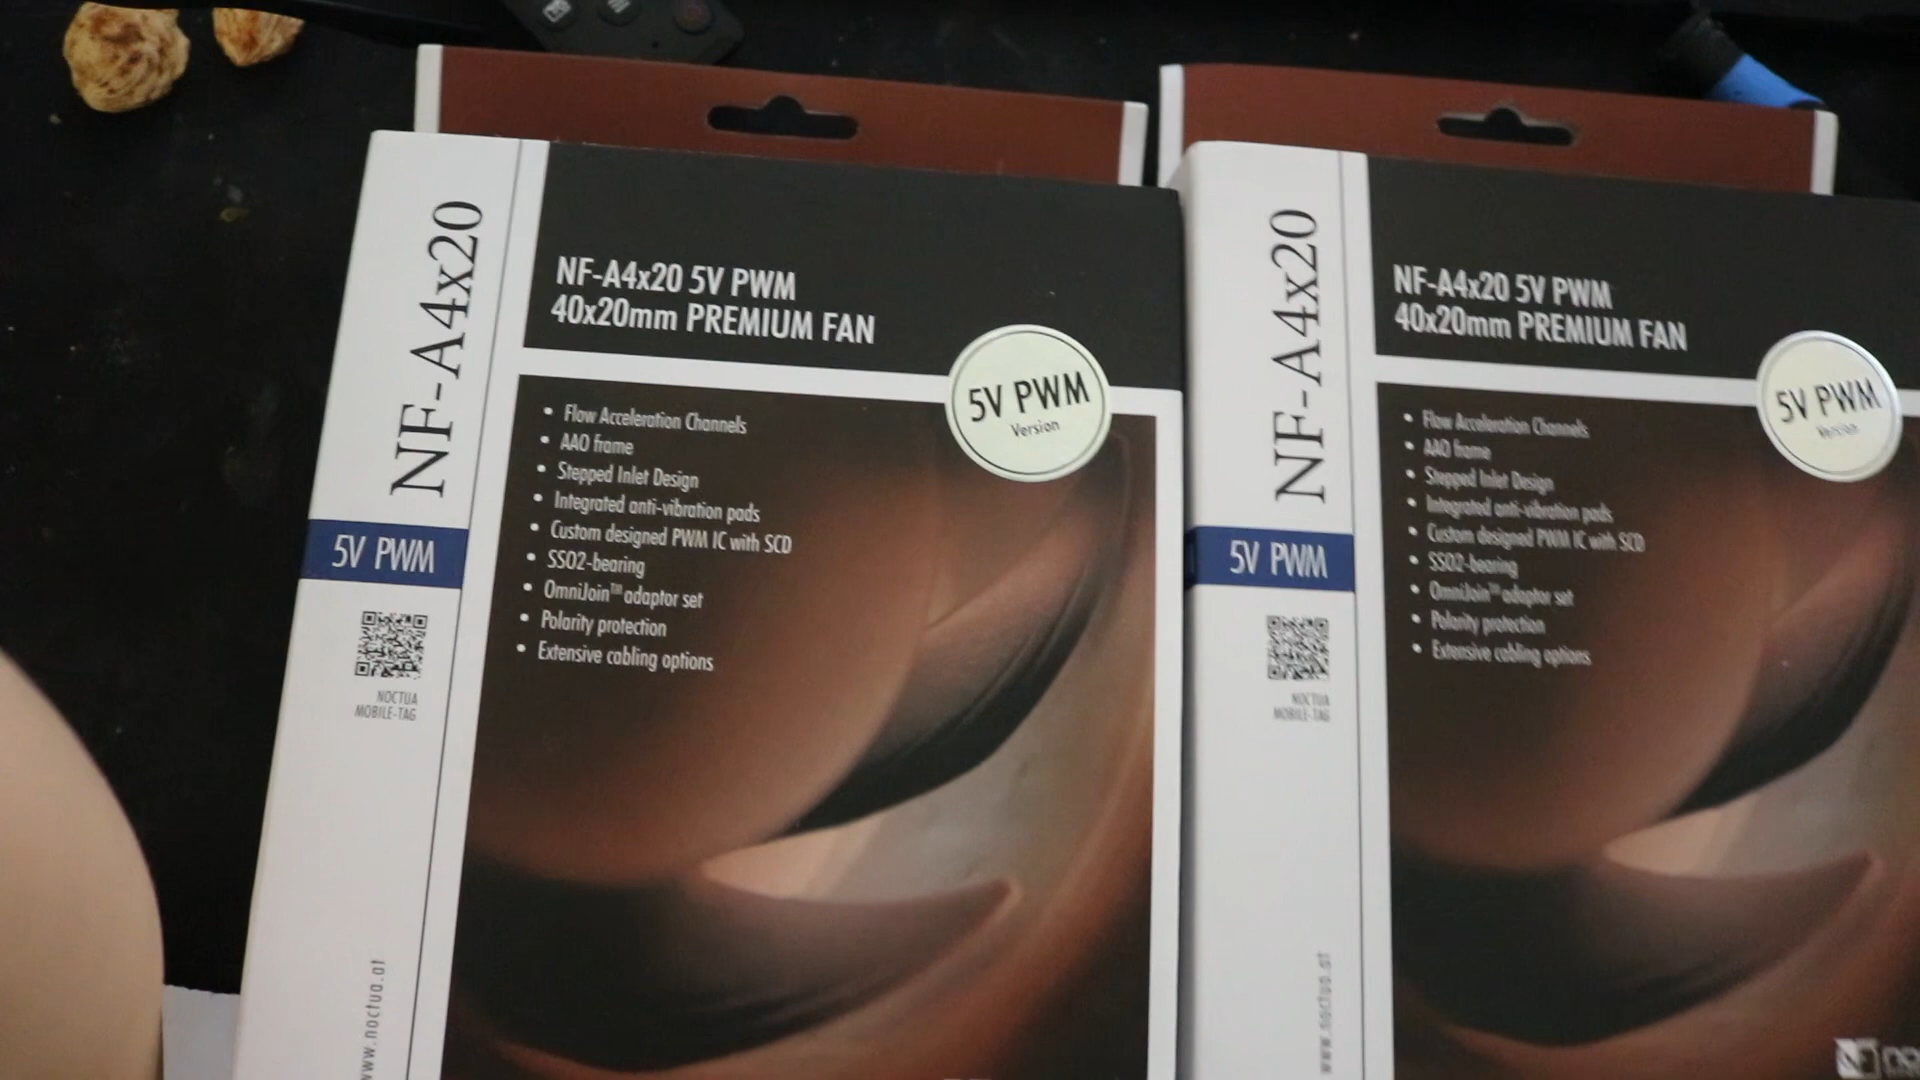 NF-A4x20
5V PWM
NOCTUA
MOBILE-TAG
www.noctua.at
NF-A4x20 5V PWM
40x20mm PREMIUM FAN
5V PWM
Version
• Flow Acceleration Channels
• AAO frame
• Stepped Inlet Design
• Integrated anti-vibration pads
• Custom designed PWM IC with SCD
• SSO2-bearing
• OmniJoin™ adaptor set
• Polarity protection
• Extensive cabling options
NF-A4x20
5V PWM
NOCTUA
MOBILE-TAG
www.noctua.at
NF-A4x20 5V PWM
40x20mm PREMIUM FAN
5V PWM
Version
• Flow Acceleration Channels
• AAO frame
• Stepped Inlet Design
• Integrated anti-vibration pads
• Custom designed PWM IC with SCD
• SSO2-bearing
• OmniJoin™ adaptor set
• Polarity protection
• Extensive cabling options